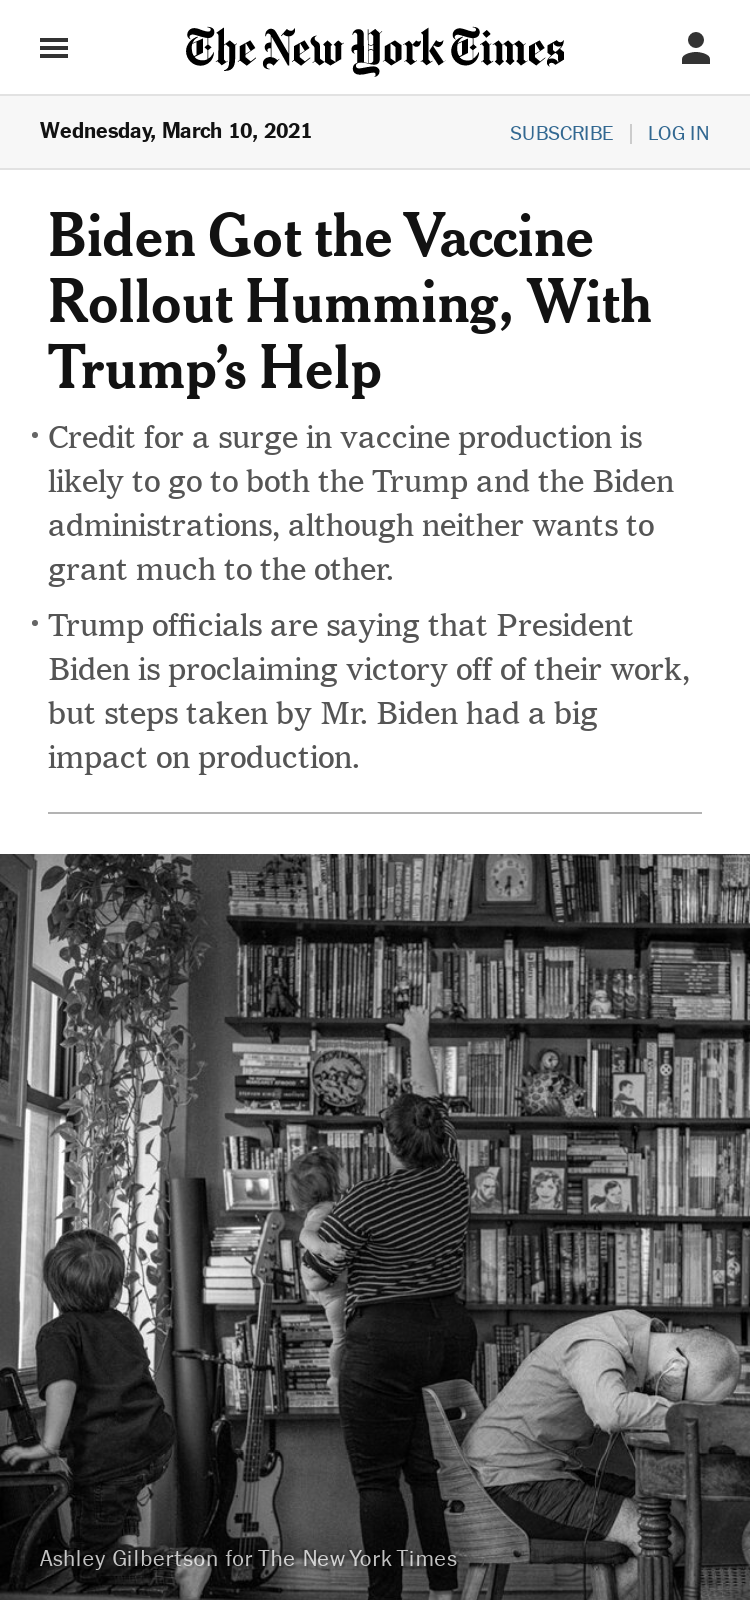 The New York Times
Wednesday, March 10, 2021
SUBSCRIBE | LOG IN
Biden Got the Vaccine
Rollout Humming, With
Trump’s Help
• Credit for a surge in vaccine production is
likely to go to both the Trump and the Biden
administrations, although neither wants to
grant much to the other.
• Trump officials are saying that President
Biden is proclaiming victory off of their work,
but steps taken by Mr. Biden had a big
impact on production.
Ashley Gilbertson for The New York Times